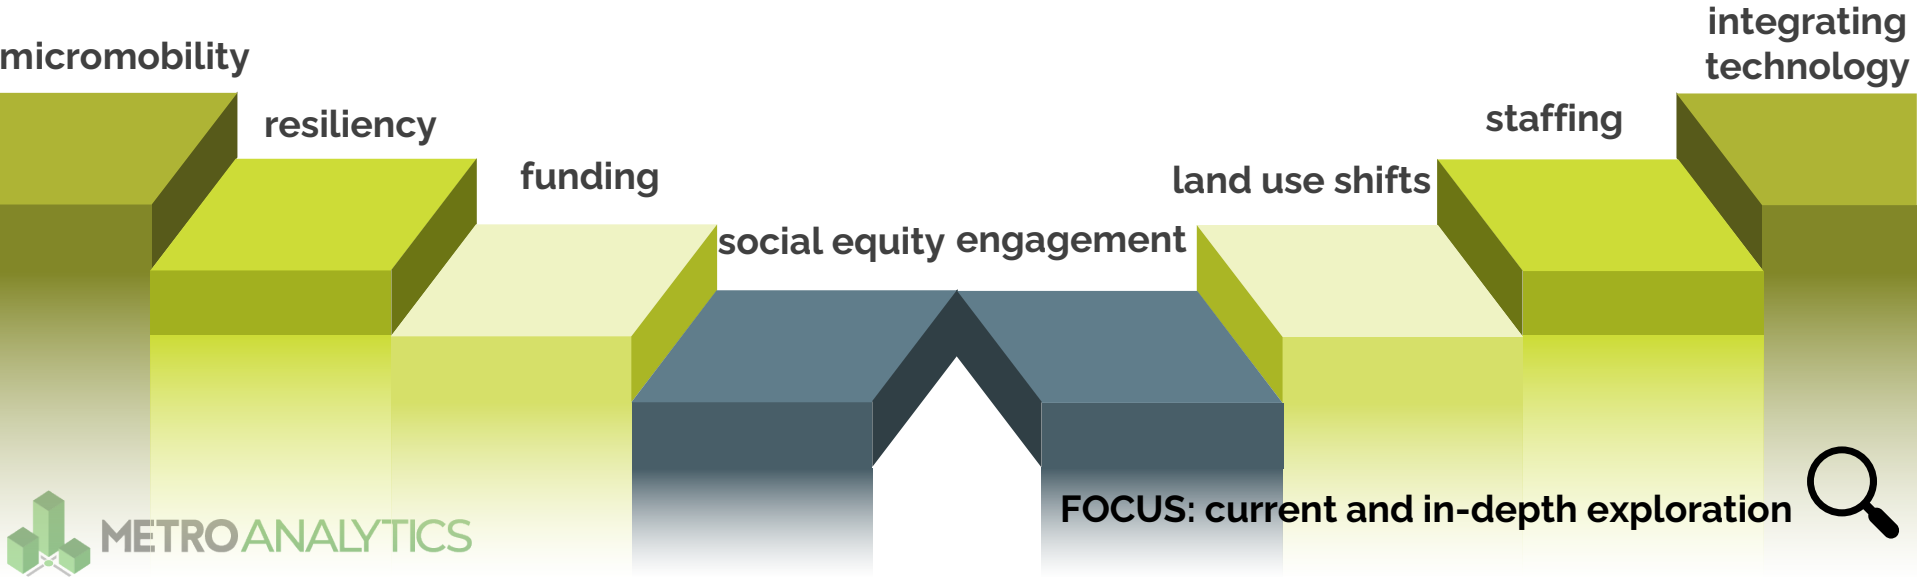 micromobility
resiliency
funding
social equity
engagement
land use shifts
staffing
integrating
technology
FOCUS: current and in-depth exploration
METROANALYTICS